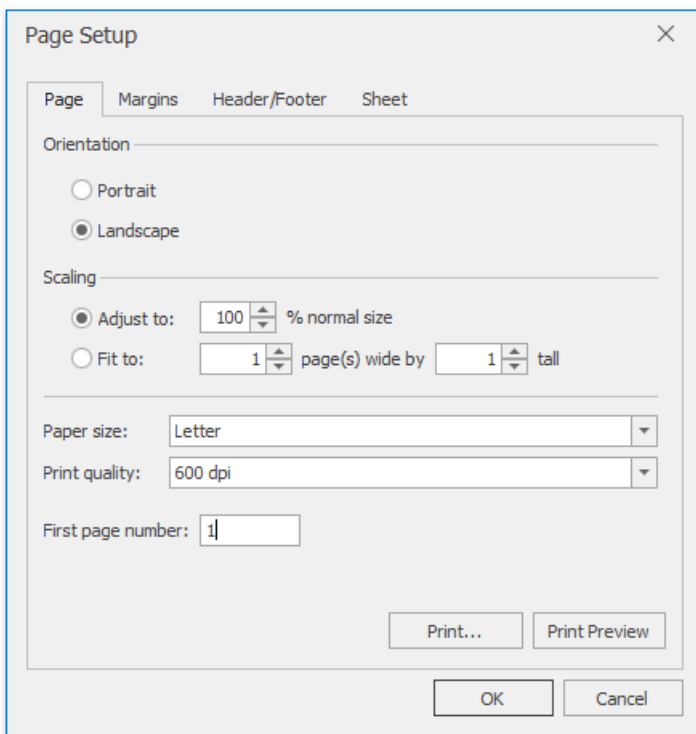 Page Setup
Page Margins Header/Footer Sheet
Orientation
Portrait
Landscape
Scaling
Adjust to: 100 % normal size
Fit to: 1 page(s) wide by 1 tall
Paper size: Letter
Print quality: 600 dpi
First page number: 1
Print... Print Preview
OK Cancel